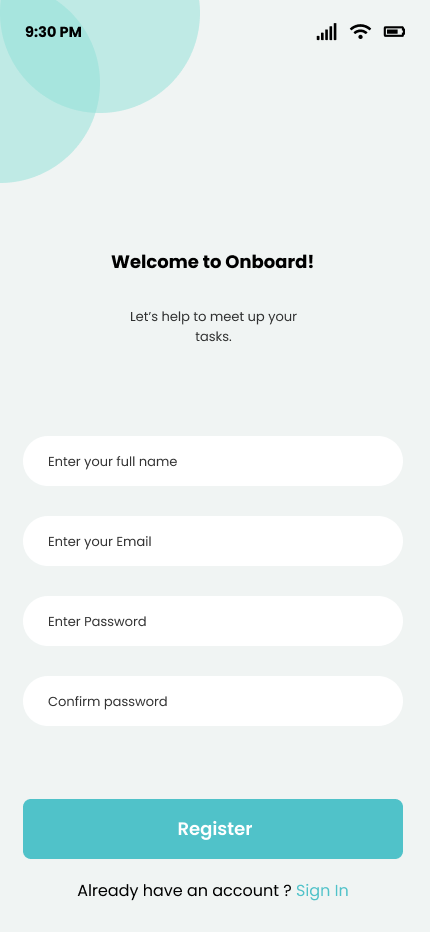 9:30 PM
Welcome to Onboard!
Let’s help to meet up your
tasks.
Enter your full name
Enter your Email
Enter Password
Confirm password
Register
Already have an account ? Sign In